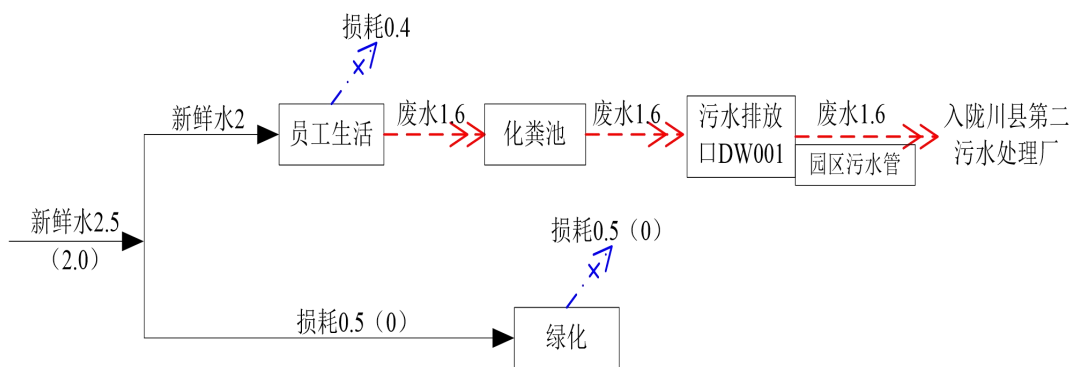 损耗0.4
新鲜水2
员工生活
废水1.6
化粪池
废水1.6
污水排放
口DW001
废水1.6
园区污水管
入陇川县第二
污水处理厂
新鲜水2.5
（2.0）
损耗0.5（0）
损耗0.5（0）
绿化